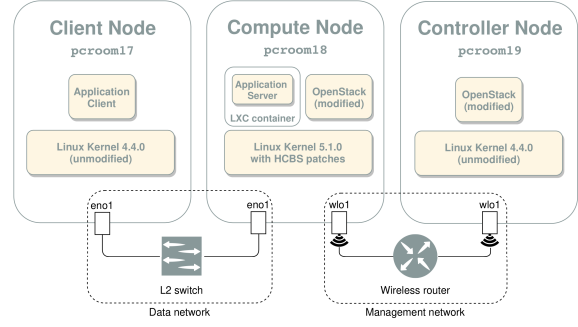 Client Node
pcroom17
Application
Client
Linux Kernel 4.4.0
(unmodified)
Compute Node
pcroom18
Application
Server
LXC container
OpenStack
(modified)
Linux Kernel 5.1.0
with HCBS patches
Controller Node
pcroom19
OpenStack
(modified)
Linux Kernel 4.4.0
(unmodified)
eno1
eno1
L2 switch
Data network
wlo1
wlo1
Wireless router
Management network